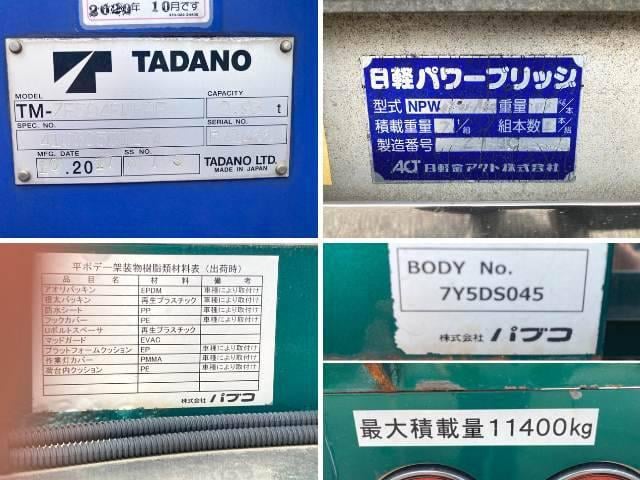 2020年 10月です
TADANO
MODEL
CAPACITY
TM-
t
SPEC. NO.
SERIAL NO.
MFG. DATE
SS NO.
.20
TADANO LTD.
MADE IN JAPAN
日軽パワーブリッジ
型式 NPW
重量
積載重量
組本数
製造番号
ACT 日軽金アクト株式会社
平ボデー架装物樹脂類材料表(出荷時)
品 目 名 材 料 備 考
アオリパッキン EPDM 車種により取付け
根太パッキン 再生プラスチック 車種により取付け
防水シート PP 車種により取付け
フックカバー PE 車種により取付け
Uボルトスペーサ 再生プラスチック
マッドガード EVAC
プラットフォームクッション EP 車種により取付け
作業灯カバー PMMA 車種により取付け
荷台内クッション PE 車種により取付け
株式会社 パブコ
BODY No.
7Y5DS045
株式会社 パブコ
最大積載量11400kg